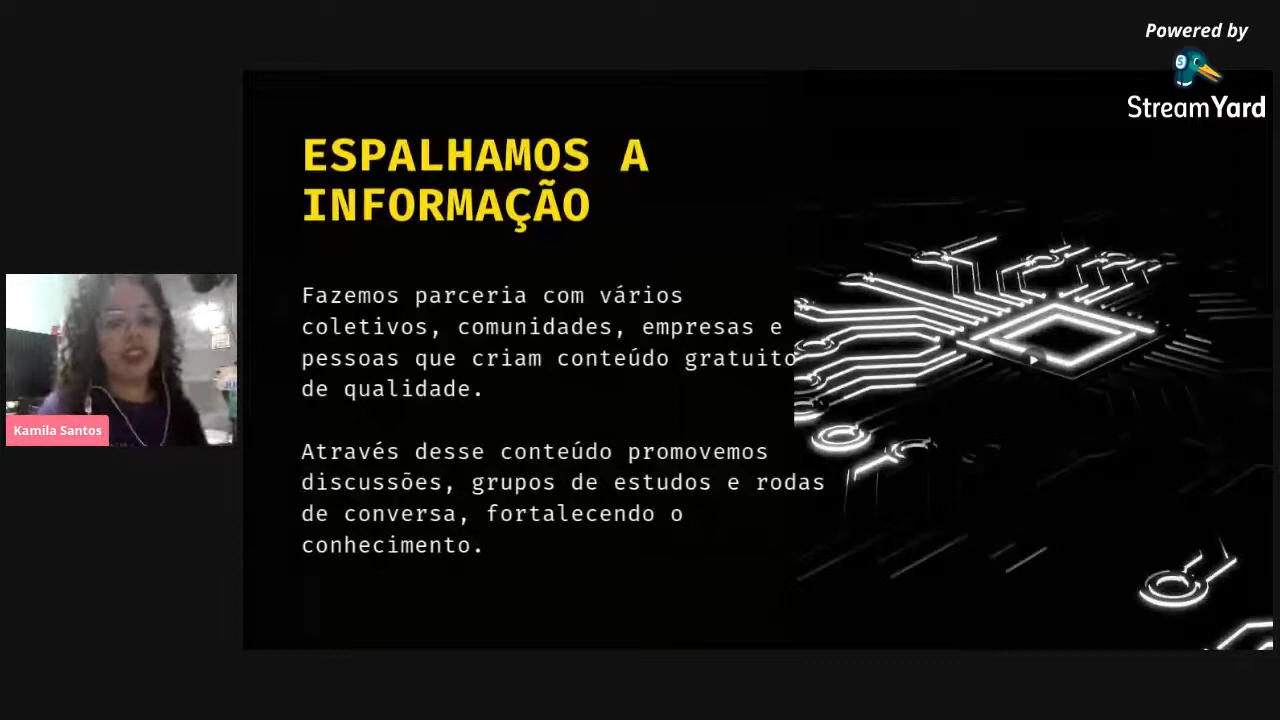 Powered by
StreamYard
ESPALHAMOS A
INFORMAÇÃO
Fazemos parceria com vários
coletivos, comunidades, empresas e
pessoas que criam conteúdo gratuito
de qualidade.
Através desse conteúdo promovemos
discussões, grupos de estudos e rodas
de conversa, fortalecendo o
conhecimento.
Kamila Santos